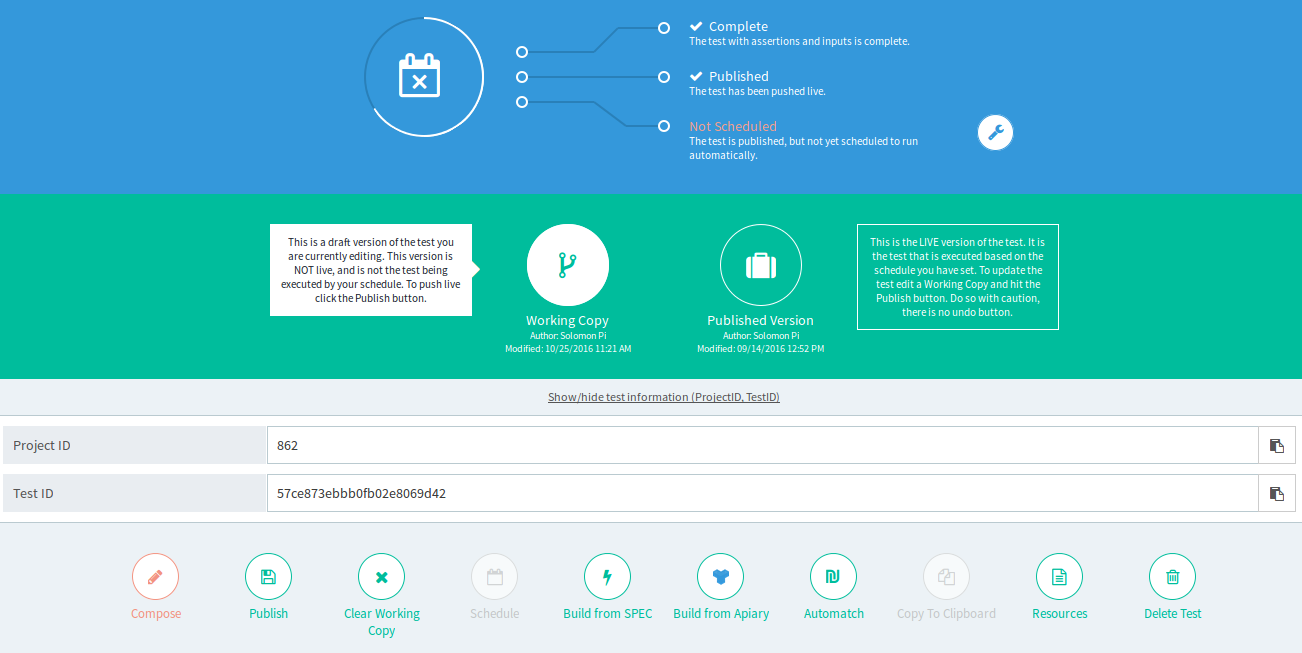 Complete
The test with assertions and inputs is complete.
Published
The test has been pushed live.
Not Scheduled
The test is published, but not yet scheduled to run
automatically.
This is a draft version of the test you
are currently editing. This version is
NOT live, and is not the test being
executed by your schedule. To push live
click the Publish button.
Working Copy
Author: Solomon Pi
Modified: 10/25/2016 11:21 AM
Published Version
Author: Solomon Pi
Modified: 09/14/2016 12:52 PM
This is the LIVE version of the test. It is
the test that is executed based on the
schedule you have set. To update the
test edit a Working Copy and hit the
Publish button. Do so with caution,
there is no undo button.
Show/hide test information (ProjectID, TestID)
Project ID 862
Test ID 57ce873ebbb0fb02e8069d42
Compose
Publish
Clear Working
Copy
Schedule
Build from SPEC
Build from Apiary
Automatch
Copy To Clipboard
Resources
Delete Test